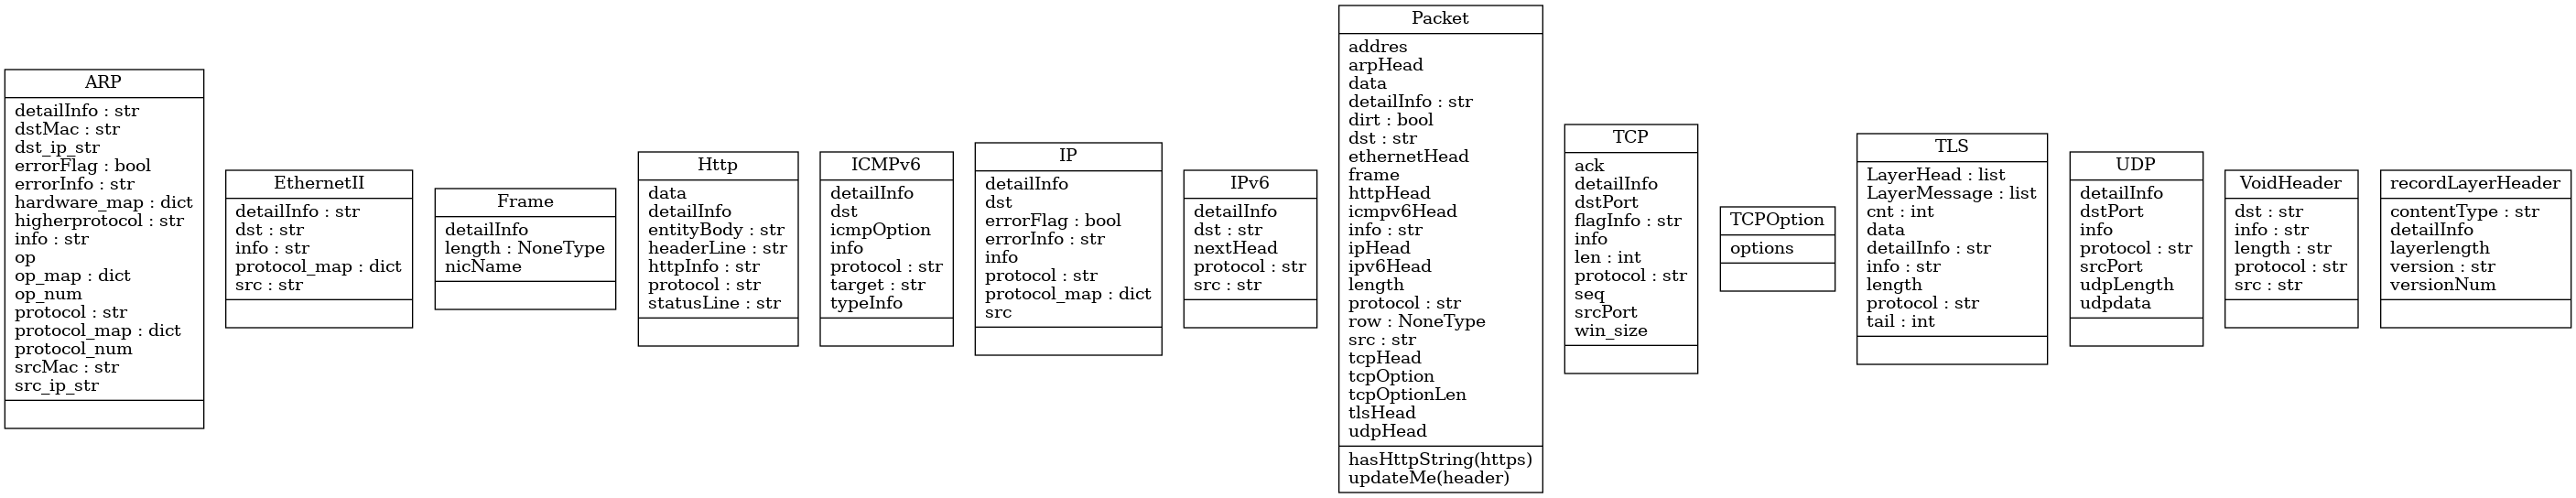 ARP
detailInfo : str
dstMac : str
dst_ip_str
errorFlag : bool
errorInfo : str
hardware_map : dict
higherprotocol : str
info : str
op
op_map : dict
op_num
protocol : str
protocol_map : dict
protocol_num
srcMac : str
src_ip_str
EthernetII
detailInfo : str
dst : str
info : str
protocol_map : dict
src : str
Frame
detailInfo
length : NoneType
nicName
Http
data
detailInfo
entityBody : str
headerLine : str
httpInfo : str
protocol : str
statusLine : str
ICMPv6
detailInfo
dst
icmpOption
info
protocol : str
target : str
typeInfo
IP
detailInfo
dst
errorFlag : bool
errorInfo : str
info
protocol : str
protocol_map : dict
src
IPv6
detailInfo
dst : str
nextHead
protocol : str
src : str
Packet
addres
arpHead
data
detailInfo : str
dirt : bool
dst : str
ethernetHead
frame
httpHead
icmpv6Head
info : str
ipHead
ipv6Head
length
protocol : str
row : NoneType
src : str
tcpHead
tcpOption
tcpOptionLen
tlsHead
udpHead
hasHttpString(https)
updateMe(header)
TCP
ack
detailInfo
dstPort
flagInfo : str
info
len : int
protocol : str
seq
srcPort
win_size
TCPOption
options
TLS
LayerHead : list
LayerMessage : list
cnt : int
data
detailInfo : str
info : str
length
protocol : str
tail : int
UDP
detailInfo
dstPort
info
protocol : str
srcPort
udpLength
udpdata
VoidHeader
dst : str
info : str
length : str
protocol : str
src : str
recordLayerHeader
contentType : str
detailInfo
layerlength
version : str
versionNum